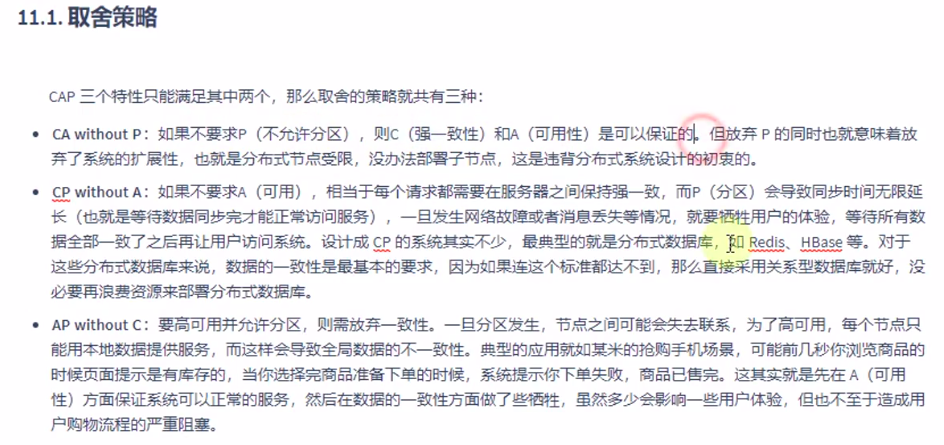 11.1. 取舍策略
CAP 三个特性只能满足其中两个，那么取舍的策略就共有三种：
• CA without P：如果不要求P（不允许分区），则C（强一致性）和A（可用性）是可以保证的。但放弃 P 的同时也就意味着放
弃了系统的扩展性，也就是分布式节点受限，没办法部署子节点，这是违背分布式系统设计的初衷的。
• CP without A：如果不要求A（可用），相当于每个请求都需要在服务器之间保持强一致，而P（分区）会导致同步时间无限延
长（也就是等待数据同步完才能正常访问服务），一旦发生网络故障或者消息丢失等情况，就要牺牲用户的体验，等待所有数
据全部一致了之后再让用户访问系统。设计成 CP 的系统其实不少，最典型的就是分布式数据库，如 Redis、HBase 等。对于
这些分布式数据库来说，数据的一致性是最基本的要求，因为如果连这个标准都达不到，那么直接采用关系型数据库就好，没
必要再浪费资源来部署分布式数据库。
• AP without C：要高可用并允许分区，则需放弃一致性。一旦分区发生，节点之间可能会失去联系，为了高可用，每个节点只
能用本地数据提供服务，而这样会导致全局数据的不一致性。典型的应用就如某米的抢购手机场景，可能前几秒你浏览商品的
时候页面提示是有库存的，当你选择完商品准备下单的时候，系统提示你下单失败，商品已售完。这其实就是先在 A（可用
性）方面保证系统可以正常的服务，然后在数据的一致性方面做了些牺牲，虽然多少会影响一些用户体验，但也不至于造成用
户购物流程的严重阻塞。